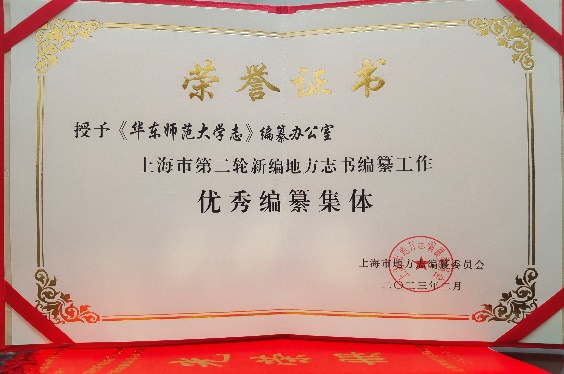 荣誉证书
授予《华东师范大学志》编纂办公室
上海市第二轮新编地方志书编纂工作
优秀编纂集体
上海市地方志编纂委员会
二〇二三年二月